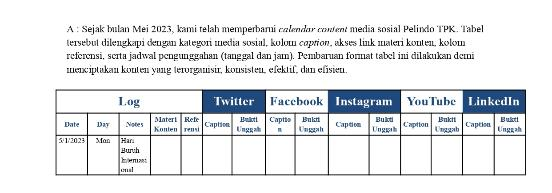 A : Sejak bulan Mei 2023, kami telah memperbarui calendar content media sosial Pelindo TPK. Tabel
tersebut dilengkapi dengan kategori media sosial, kolom caption, akses link materi konten, kolom
referensi, serta jadwal pengunggahan (tanggal dan jam). Pembaruan format tabel ini dilakukan demi
menciptakan konten yang terorganisir, konsisten, efektif, dan efisien.
Log Twitter Facebook Instagram YouTube LinkedIn
Date Day Notes Materi Konten Refe rensi Caption Bukti Unggah Captio n Bukti Unggah Caption Bukti Unggah Caption Bukti Unggah Caption Bukti Unggah
5/1/2023 Mon Hari
Buruh
Internasi
onal